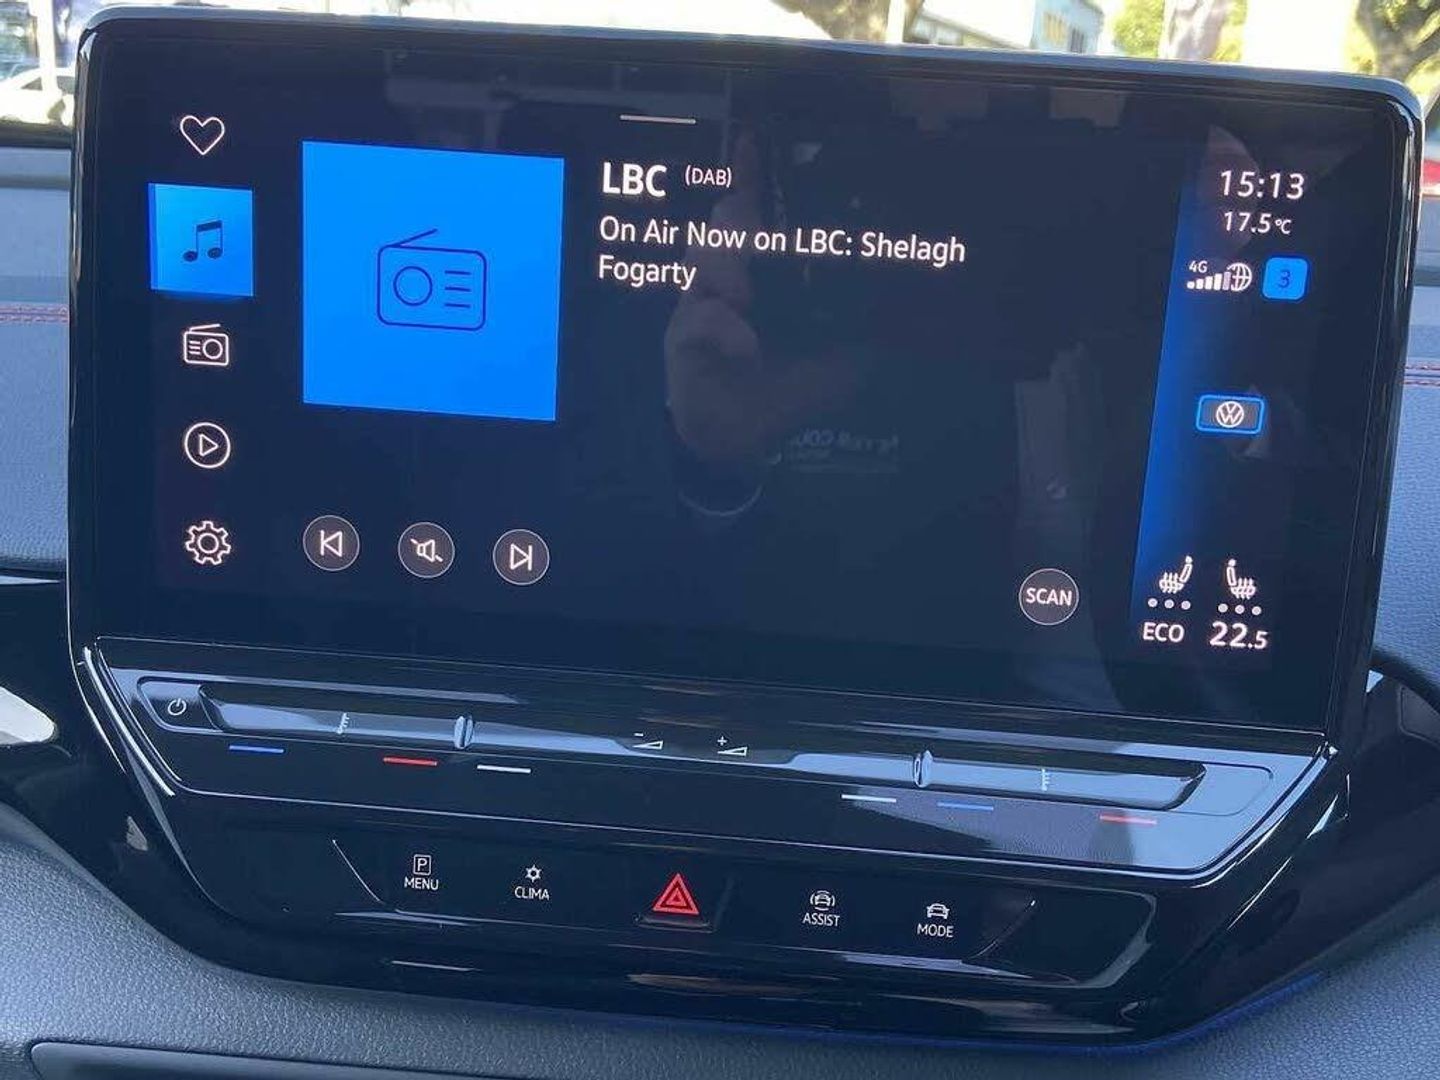 LBC (DAB)
On Air Now on LBC: Shelagh
Fogarty
15:13
17.5°C
4G
3
SCAN
ECO 22.5
P
MENU
CLIMA
ASSIST
MODE